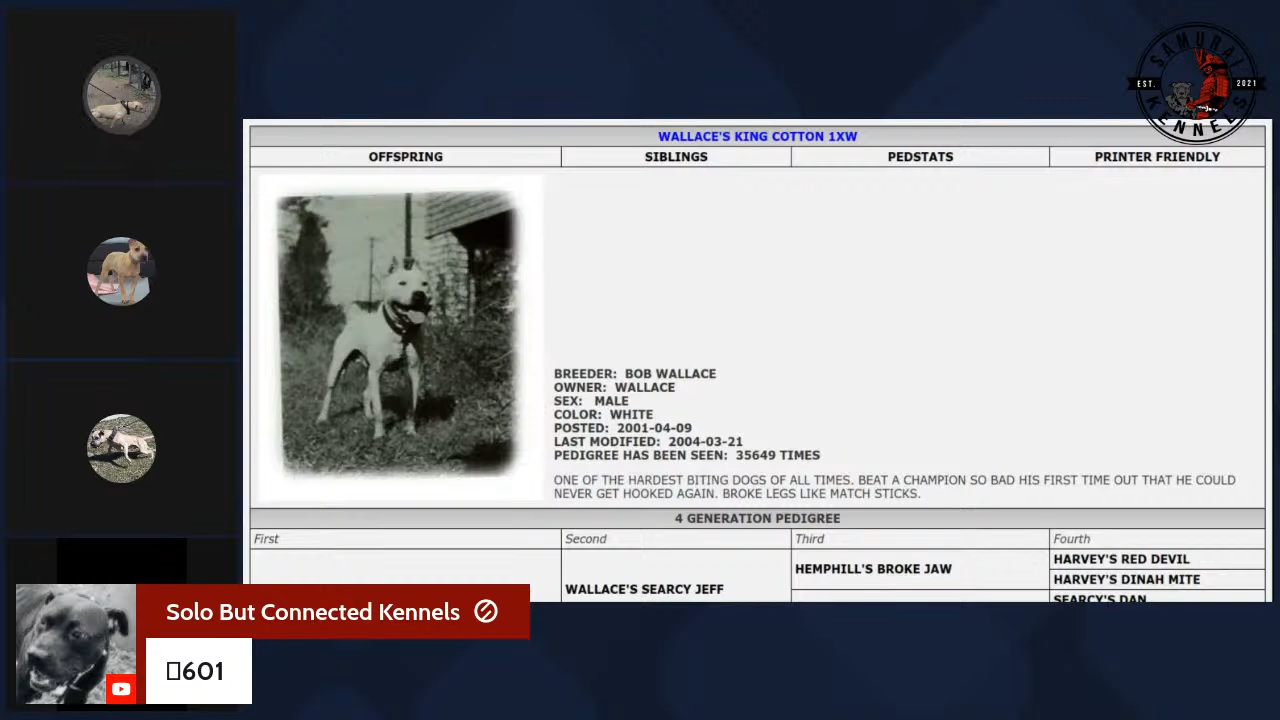 SAMURAI
EST. 2021
KENNELS
WALLACE'S KING COTTON 1XW
OFFSPRING SIBLINGS PEDSTATS PRINTER FRIENDLY
BREEDER: BOB WALLACE
OWNER: WALLACE
SEX: MALE
COLOR: WHITE
POSTED: 2001-04-09
LAST MODIFIED: 2004-03-21
PEDIGREE HAS BEEN SEEN: 35649 TIMES
ONE OF THE HARDEST BITING DOGS OF ALL TIMES. BEAT A CHAMPION SO BAD HIS FIRST TIME OUT THAT HE COULD
NEVER GET HOOKED AGAIN. BROKE LEGS LIKE MATCH STICKS.
4 GENERATION PEDIGREE
First Second Third Fourth
HARVEY'S RED DEVIL
HEMPHILL'S BROKE JAW
HARVEY'S DINAH MITE
WALLACE'S SEARCY JEFF
SEARCY'S DAN
Solo But Connected Kennels
601